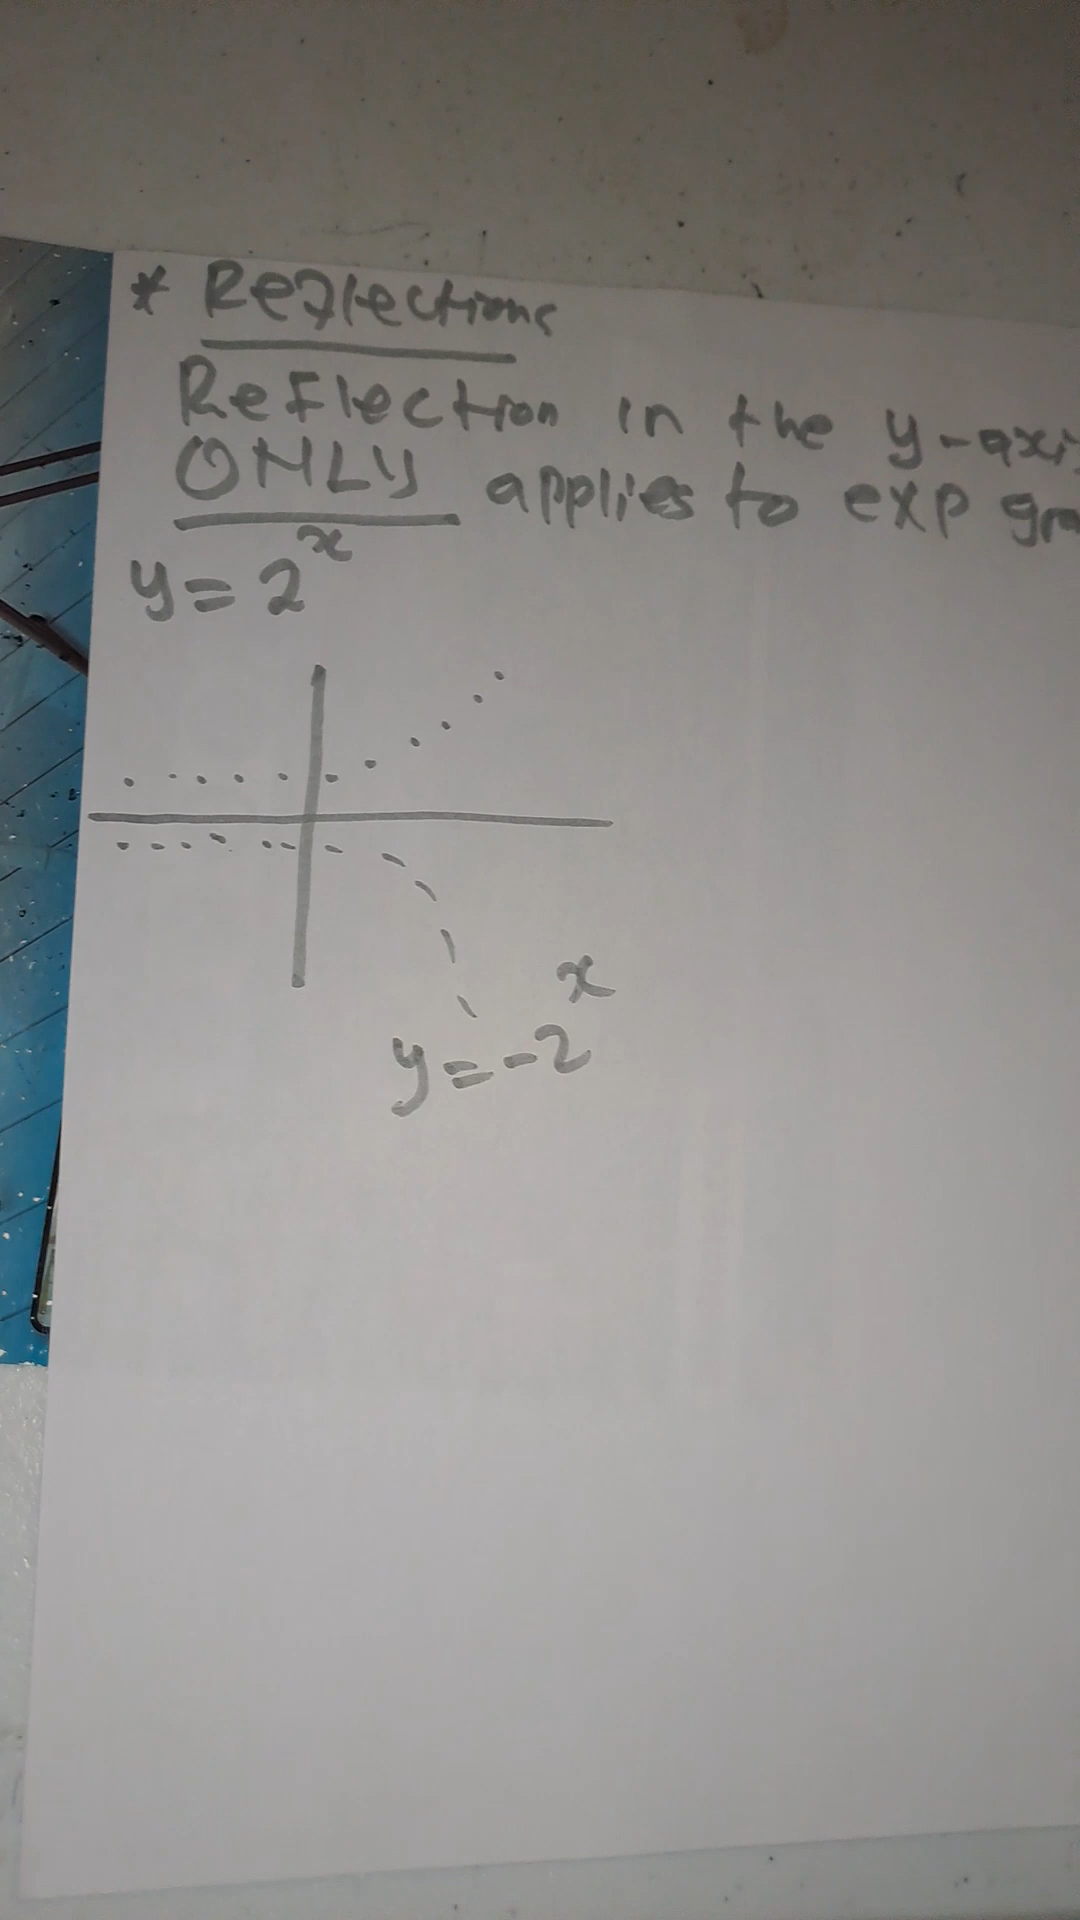 * Reflections
Reflection in the y-axis
ONLY applies to exp gra
y = 2^x
y = -2^x